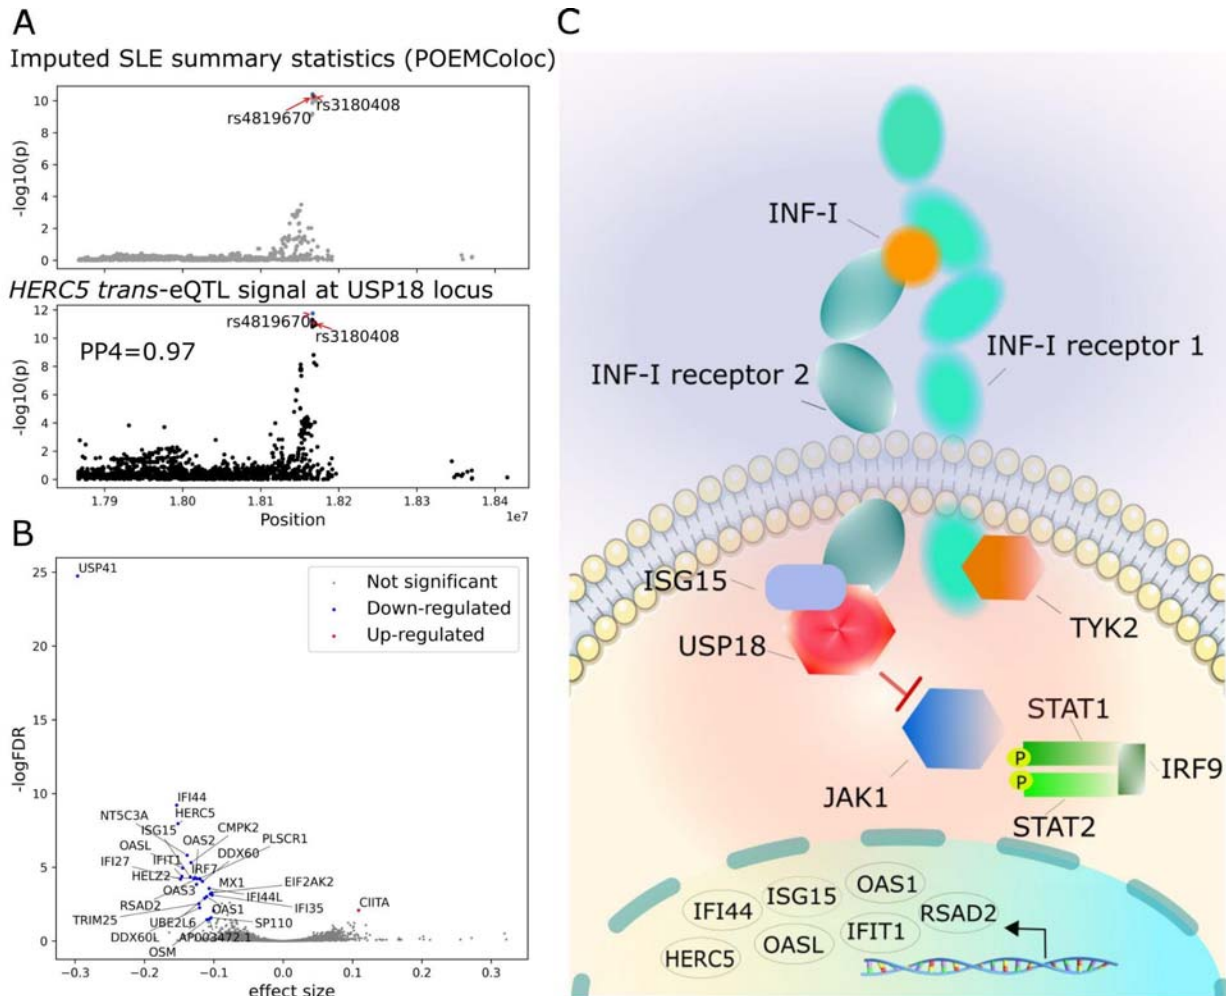 A
Imputed SLE summary statistics (POEMColoc)
10
8
6
4
2
0
-log10(p)
rs4819670
rs3180408
HERC5 trans-eQTL signal at USP18 locus
12
10
8
6
4
2
0
-log10(p)
rs4819670
rs3180408
PP4=0.97
1.79 1.80 1.81 1.82 1.83 1.84
1e7
Position
B
25
20
15
10
5
0
-logFDR
Not significant
Down-regulated
Up-regulated
USP41
IFI44
HERC5
NT5C3A
ISG15
CMPK2
OASL
OAS2
PLSCR1
IFI27
IFIT1
IRF7
DDX60
HELZ2
OAS3
MX1
EIF2AK2
IFI44L
RSAD2
OAS1
IFI35
TRIM25
UBE2L6
SP110
DDX60L
AP003472.1
OSM
CIITA
−0.3 −0.2 −0.1 0.0 0.1 0.2 0.3
effect size
C
INF-I
INF-I receptor 1
INF-I receptor 2
ISG15
USP18
TYK2
JAK1
STAT1
P
P
IRF9
STAT2
IFI44
ISG15
OAS1
RSAD2
HERC5
OASL
IFIT1